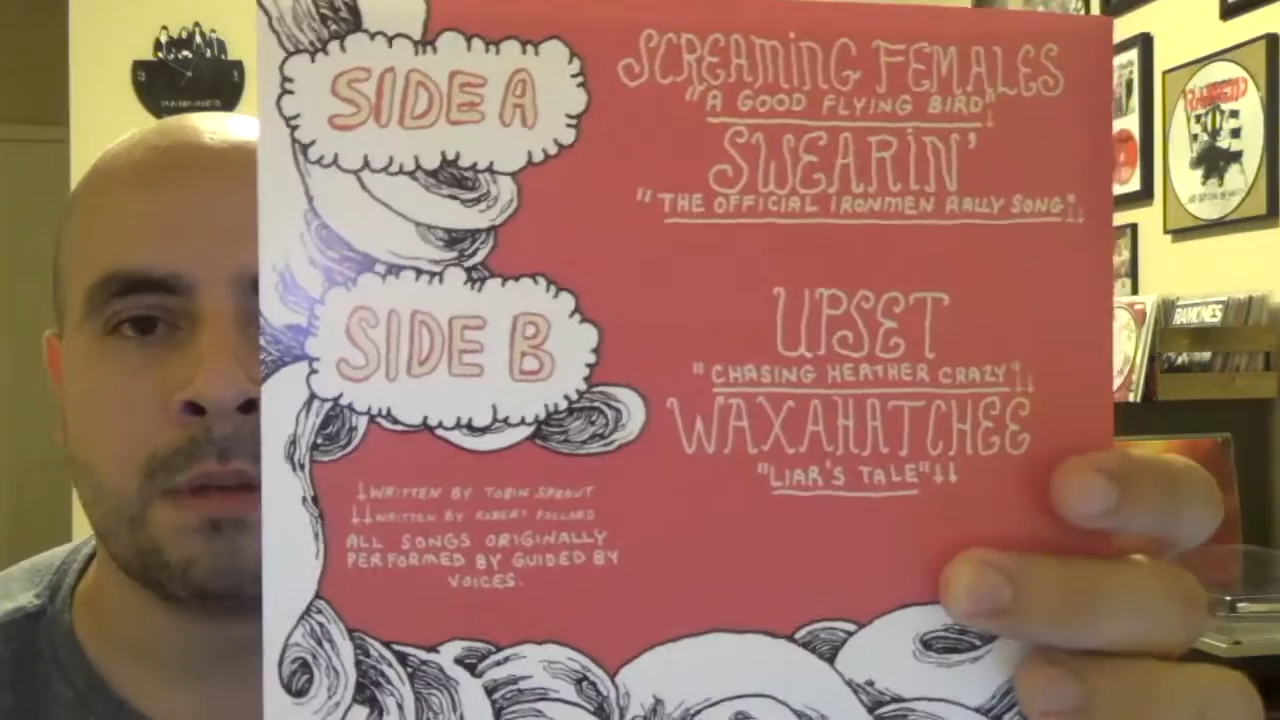 SIDE A
SCREAMING FEMALES
"A GOOD FLYING BIRD"↓
SWEARIN'
"THE OFFICIAL IRONMEN RALLY SONG"↓↓
SIDE B
UPSET
"CHASING HEATHER CRAZY"↓↓
WAXAHATCHEE
"LIAR'S TALE"↓↓
↓WRITTEN BY TOBIN SPROUT
↓↓WRITTEN BY ROBERT POLLARD
ALL SONGS ORIGINALLY
PERFORMED BY GUIDED BY
VOICES.
RAMONES
RANCID
RAMONES